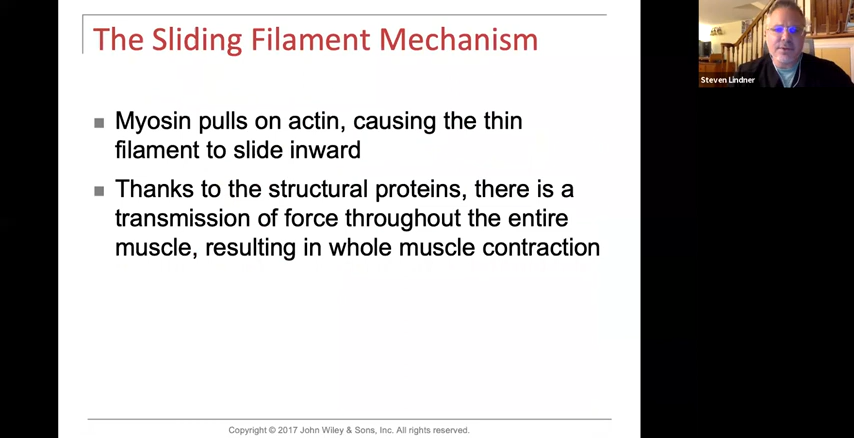 The Sliding Filament Mechanism
Myosin pulls on actin, causing the thin
filament to slide inward
Thanks to the structural proteins, there is a
transmission of force throughout the entire
muscle, resulting in whole muscle contraction
Copyright © 2017 John Wiley & Sons, Inc. All rights reserved.
Steven Lindner